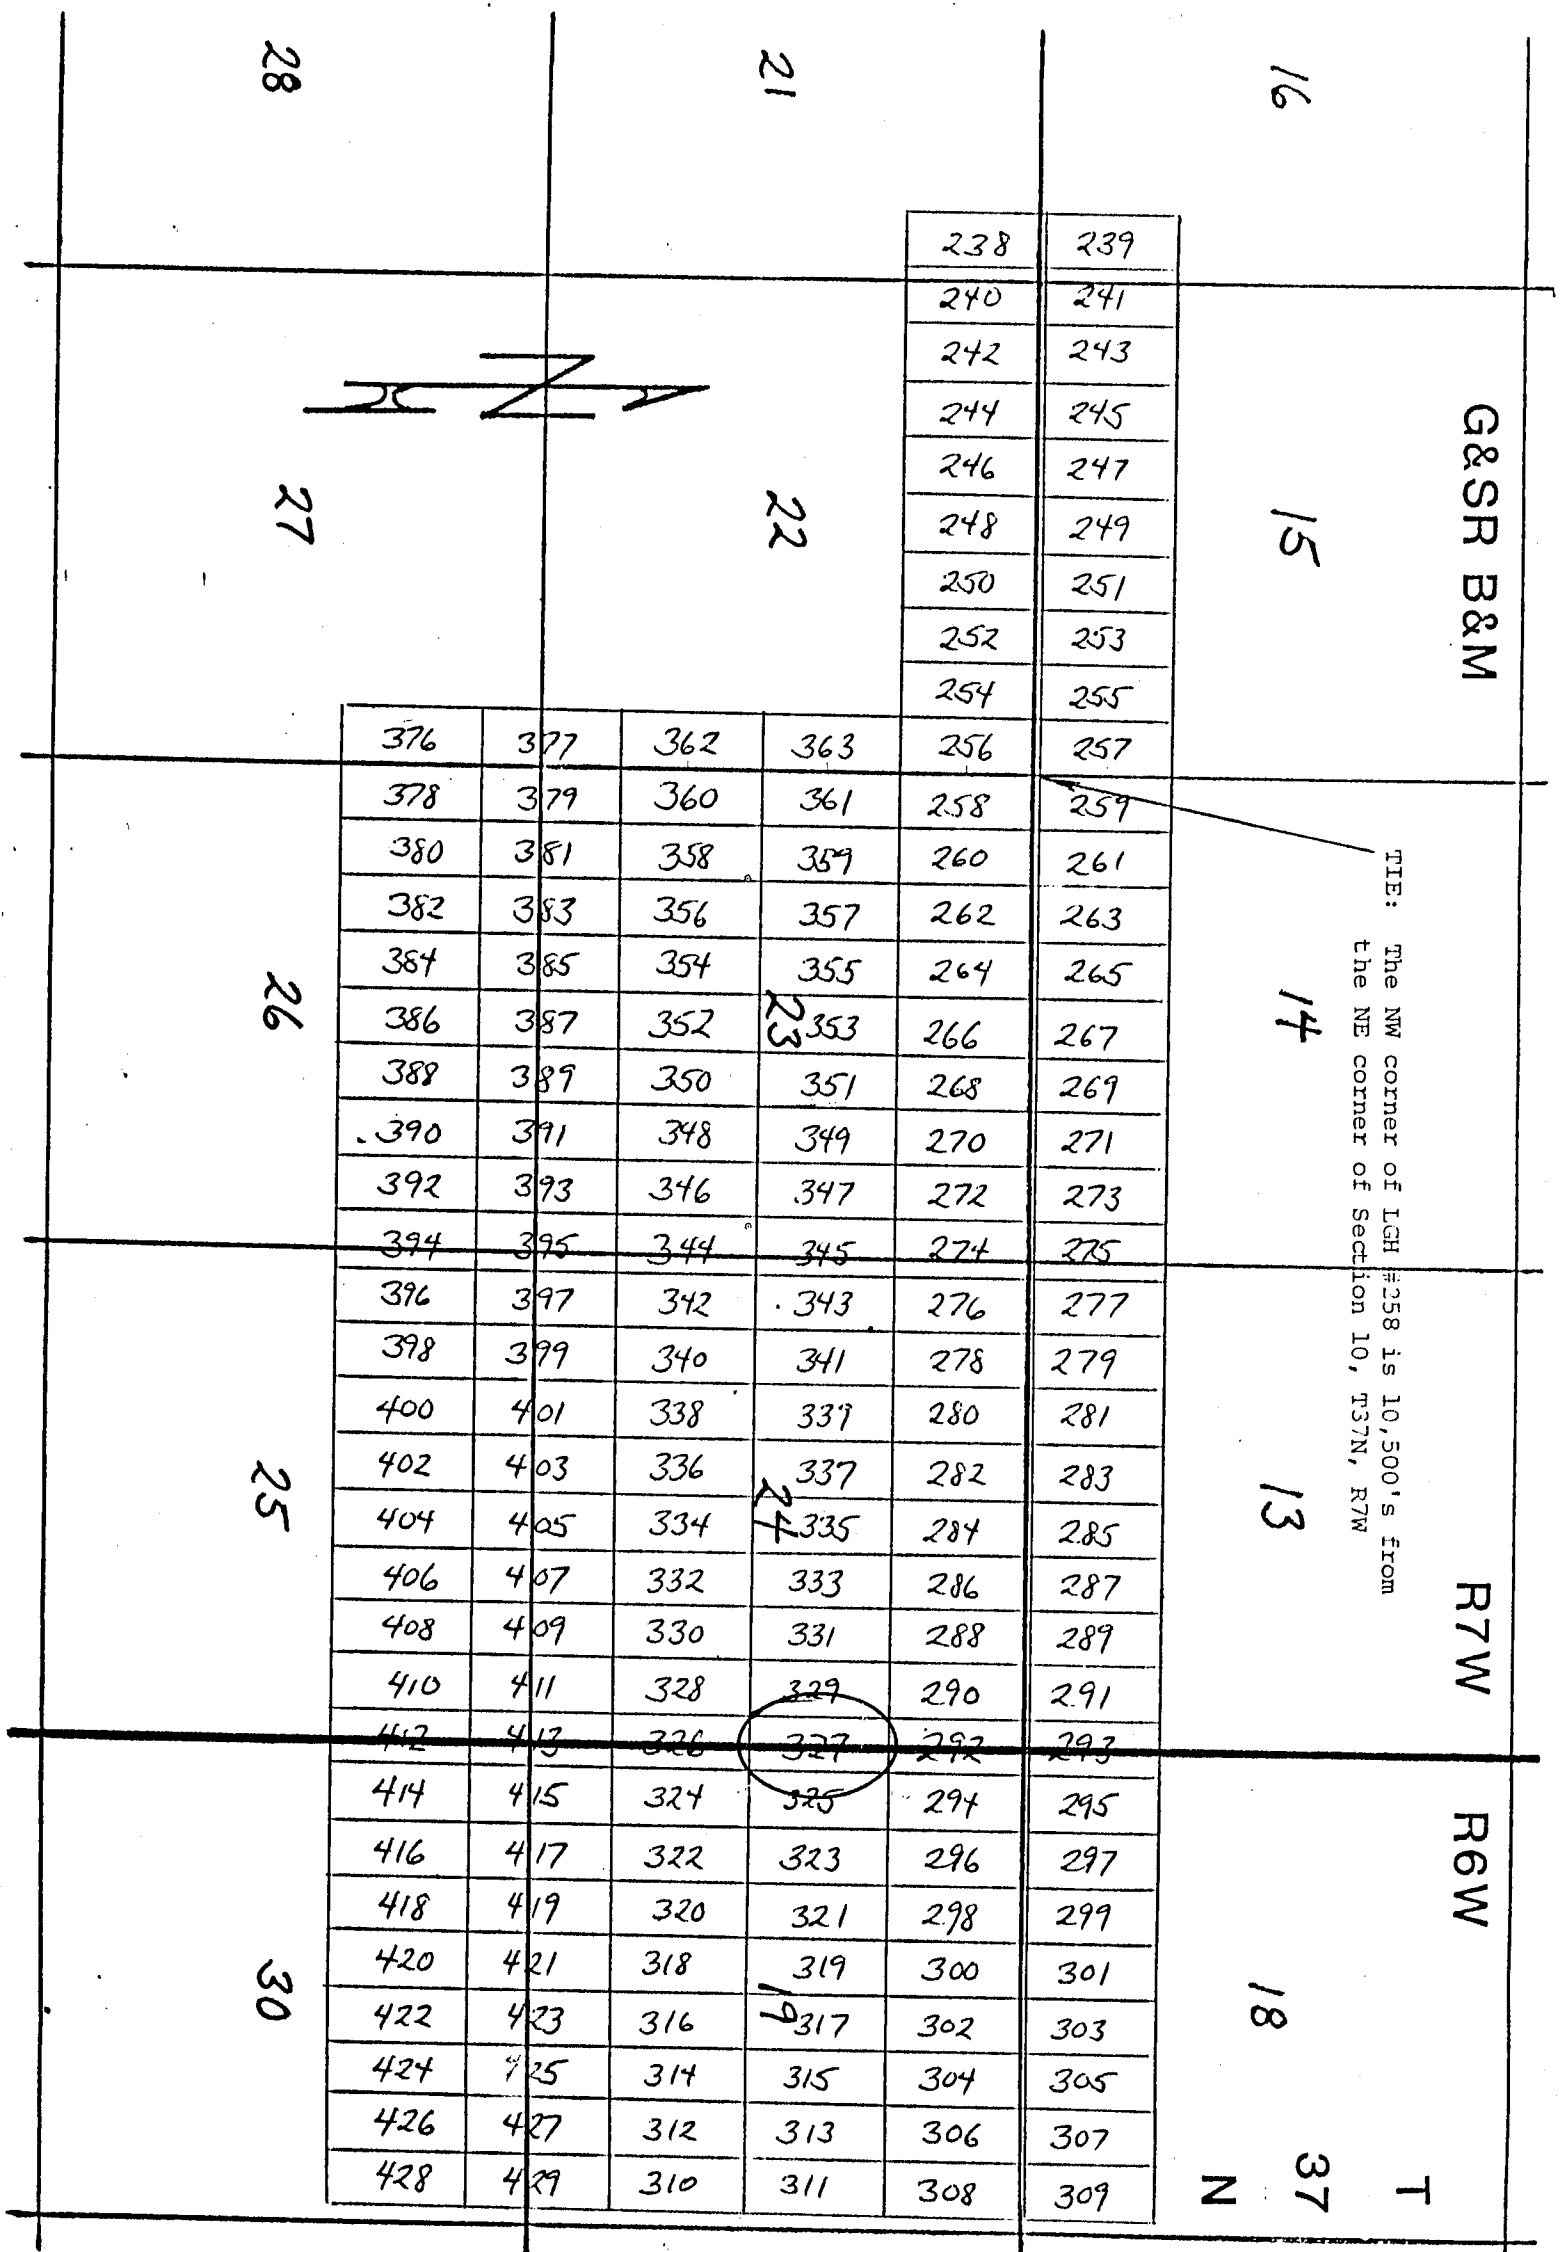 G&SR B&M
R7W
R6W
T
37
N
TIE: The NW corner of LGH #258 is 10,500's from
the NE corner of Section 10, T37N, R7W
16
15
14
13
18
21
22
23
24
19
28
27
26
25
30
N
238 239
240 241
242 243
244 245
246 247
248 249
250 251
252 253
254 255
376 377 362 363 256 257
378 379 360 361 258 259
380 381 358 359 260 261
382 383 356 357 262 263
384 385 354 355 264 265
386 387 352 353 266 267
388 389 350 351 268 269
390 391 348 349 270 271
392 393 346 347 272 273
394 395 344 345 274 275
396 397 342 343 276 277
398 399 340 341 278 279
400 401 338 339 280 281
402 403 336 337 282 283
404 405 334 335 284 285
406 407 332 333 286 287
408 409 330 331 288 289
410 411 328 329 290 291
412 413 326 327 292 293
414 415 324 325 294 295
416 417 322 323 296 297
418 419 320 321 298 299
420 421 318 319 300 301
422 423 316 317 302 303
424 425 314 315 304 305
426 427 312 313 306 307
428 429 310 311 308 309